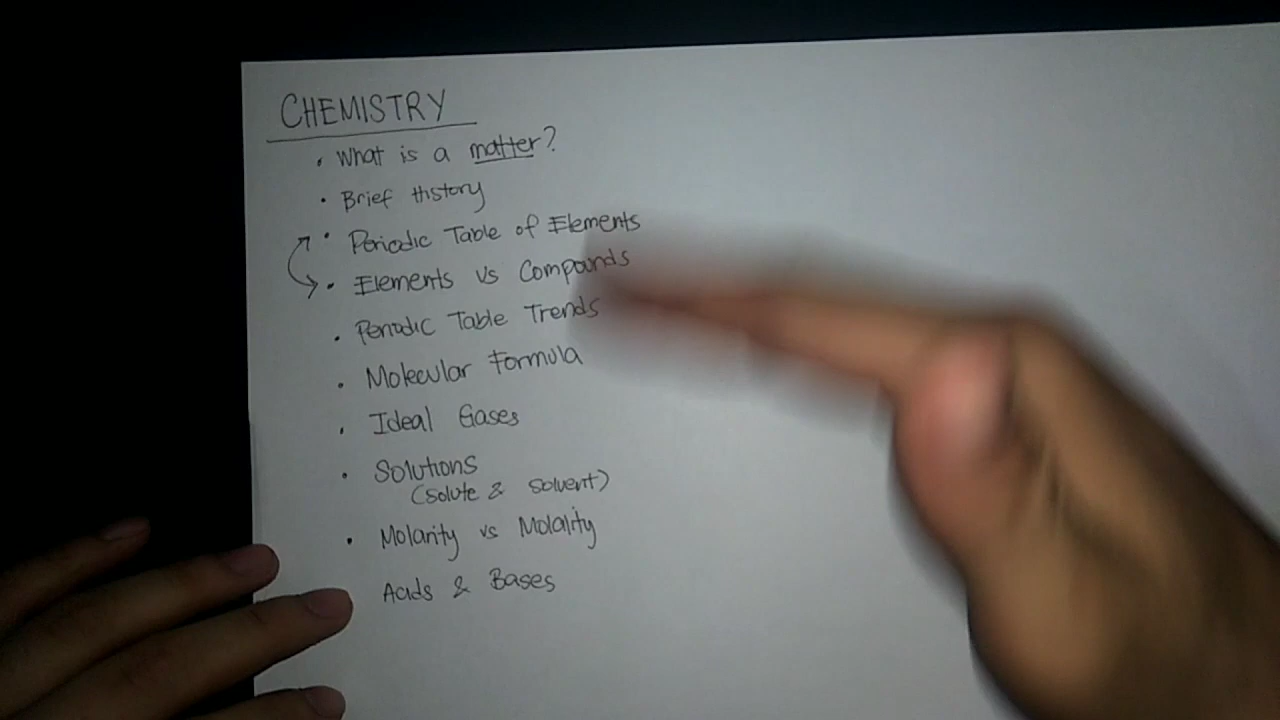 CHEMISTRY
• What is a matter?
• Brief History
• Periodic Table of Elements
• Elements vs Compounds
• Periodic Table Trends
• Molecular Formula
• Ideal Gases
• Solutions
(solute & solvent)
• Molarity vs Molality
Acids & Bases